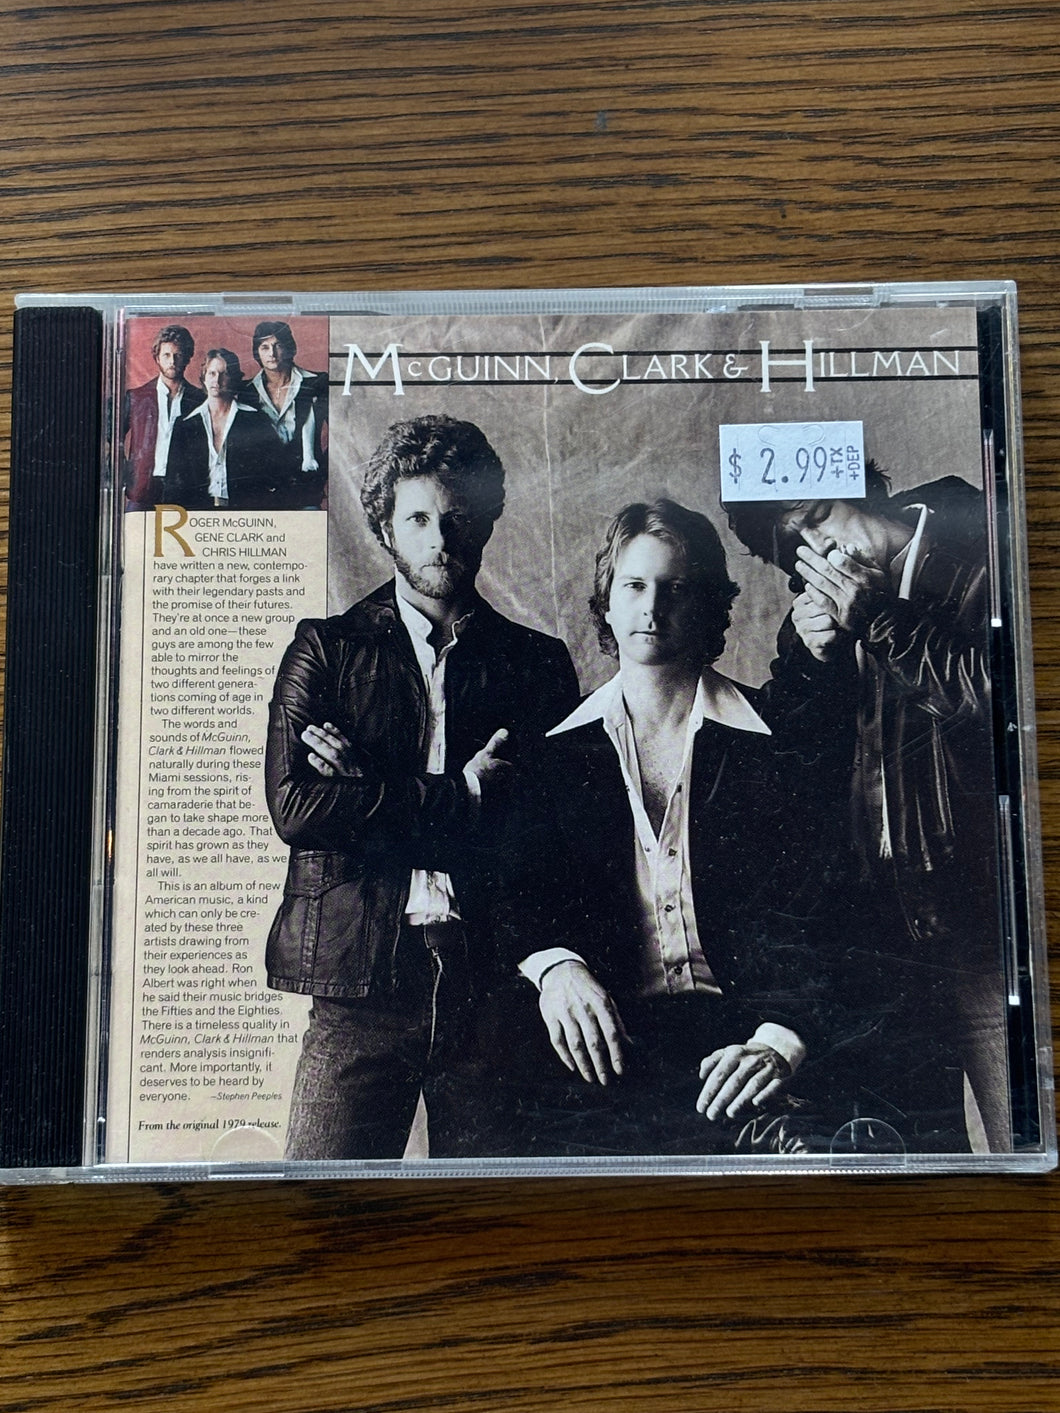 McGUINN, CLARK & HILLMAN
$ 2.99 +TX +DEP
ROGER McGUINN,
GENE CLARK and
CHRIS HILLMAN
have written a new, contempo-
rary chapter that forges a link
with their legendary pasts and
the promise of their futures.
They're at once a new group
and an old one—these
guys are among the few
able to mirror the
thoughts and feelings of
two different genera-
tions coming of age in
two different worlds.
The words and
sounds of McGuinn,
Clark & Hillman flowed
naturally during these
Miami sessions, ris-
ing from the spirit of
camaraderie that be-
gan to take shape more
than a decade ago. That
spirit has grown as they
have, as we all have, as we
all will.
This is an album of new
American music, a kind
which can only be cre-
ated by these three
artists drawing from
their experiences as
they look ahead. Ron
Albert was right when
he said their music bridges
the Fifties and the Eighties.
There is a timeless quality in
McGuinn, Clark & Hillman that
renders analysis insignifi-
cant. More importantly, it
deserves to be heard by
everyone. —Stephen Peeples
From the original 1979 release.